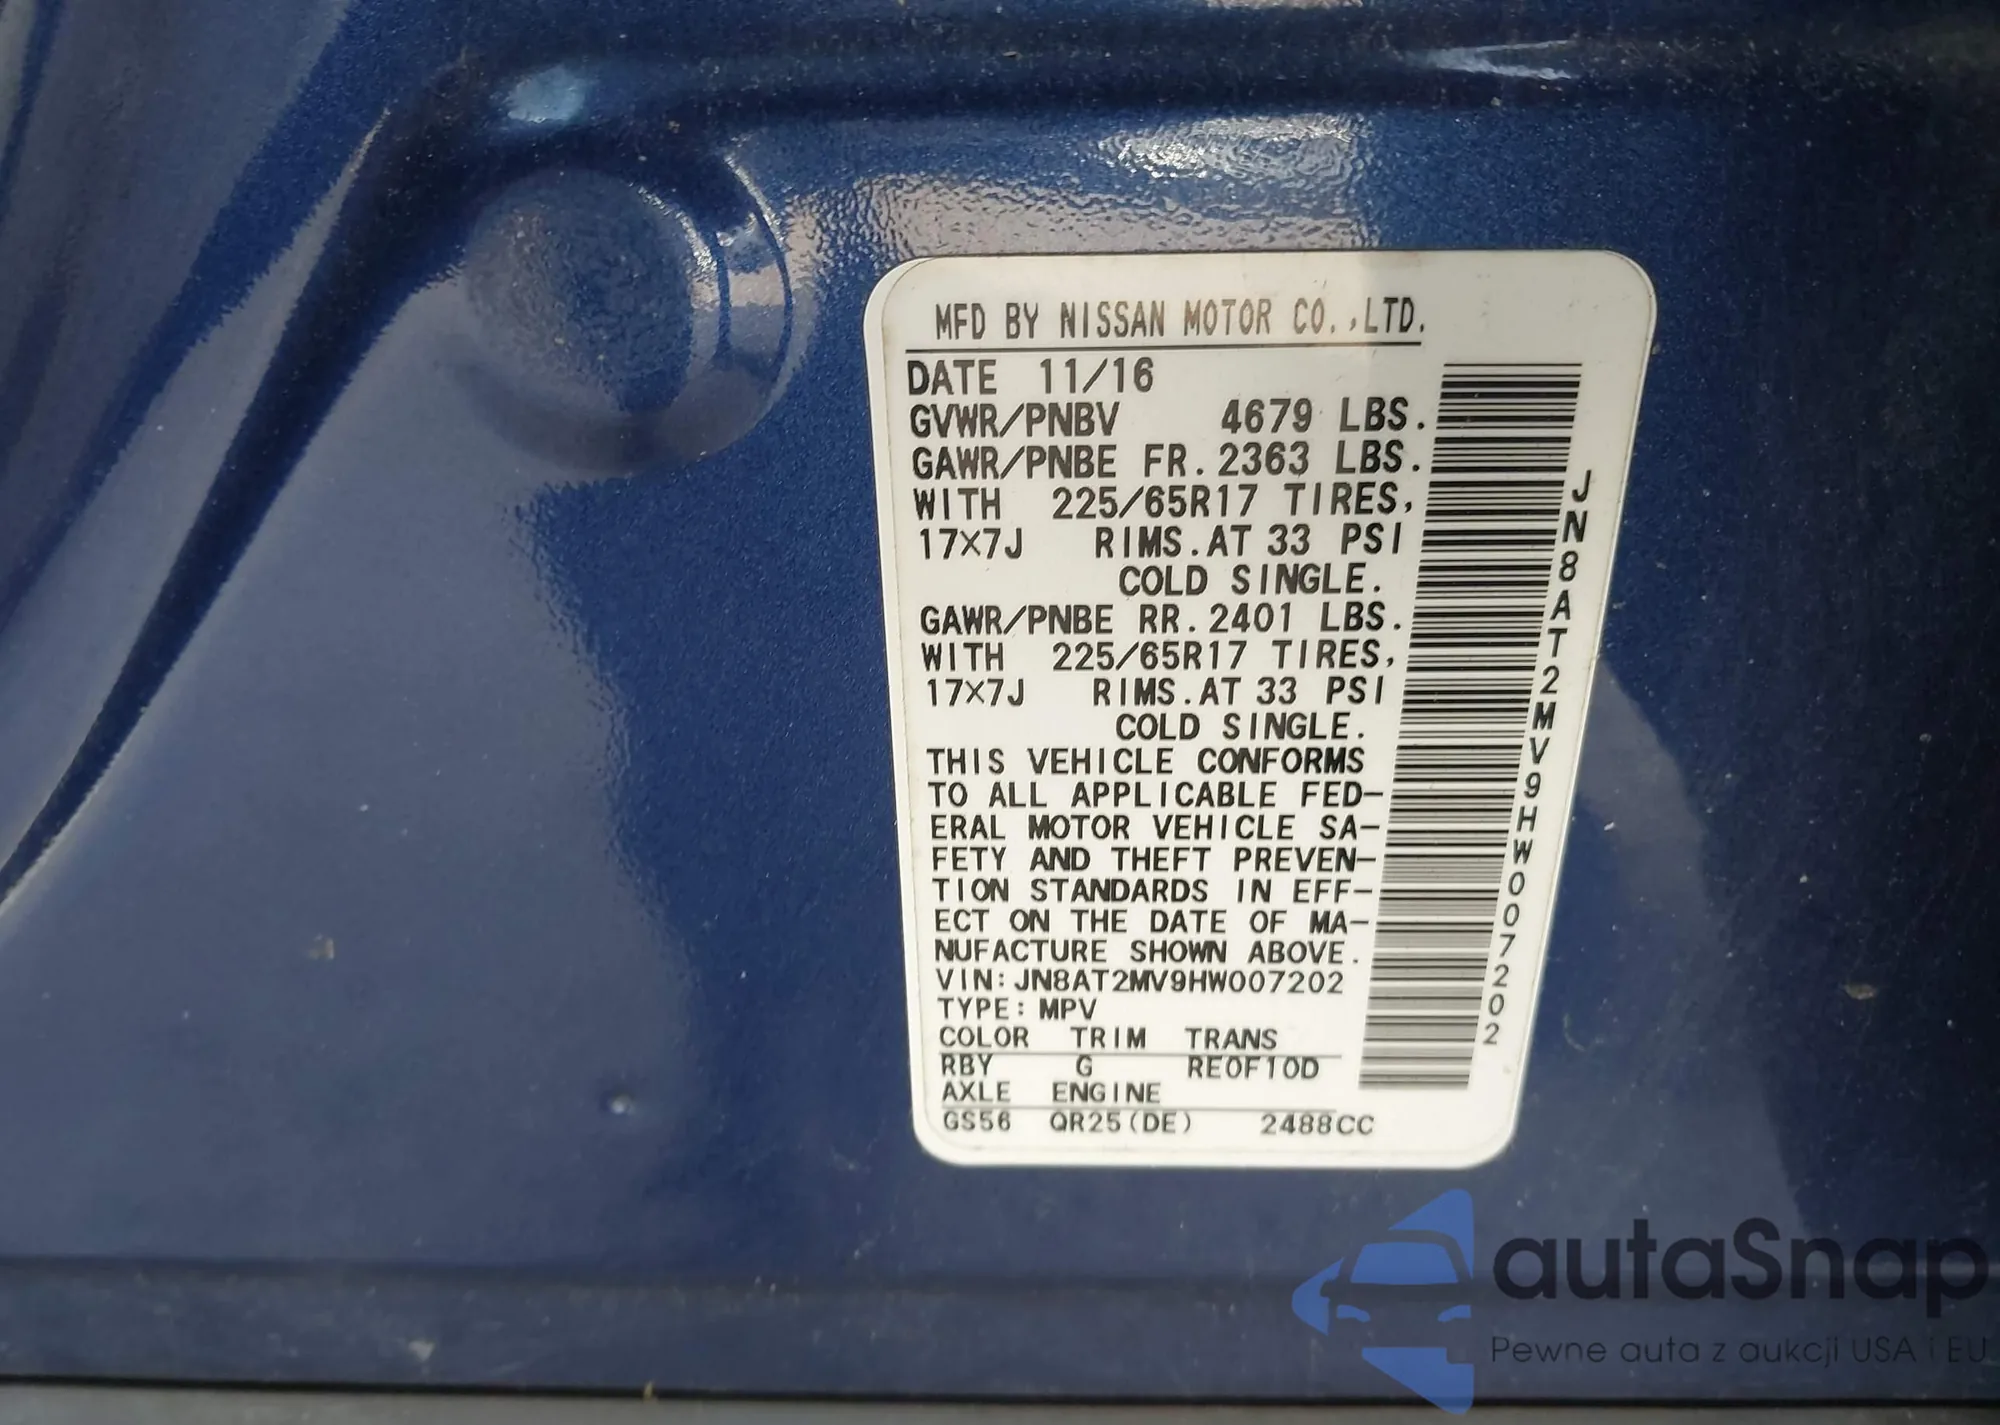 MFD BY NISSAN MOTOR CO.,LTD.
DATE 11/16
GVWR/PNBV 4679 LBS.
GAWR/PNBE FR.2363 LBS.
WITH 225/65R17 TIRES,
17×7J RIMS.AT 33 PSI
COLD SINGLE.
GAWR/PNBE RR.2401 LBS.
WITH 225/65R17 TIRES,
17×7J RIMS.AT 33 PSI
COLD SINGLE.
THIS VEHICLE CONFORMS
TO ALL APPLICABLE FED-
ERAL MOTOR VEHICLE SA-
FETY AND THEFT PREVEN-
TION STANDARDS IN EFF-
ECT ON THE DATE OF MA-
NUFACTURE SHOWN ABOVE.
VIN:JN8AT2MV9HW007202
TYPE:MPV
COLOR TRIM TRANS
RBY G RE0F10D
AXLE ENGINE
GS56 QR25(DE) 2488CC
JN8AT2MV9HW007202
autaSnap
Pewne auta z aukcji USA i EU